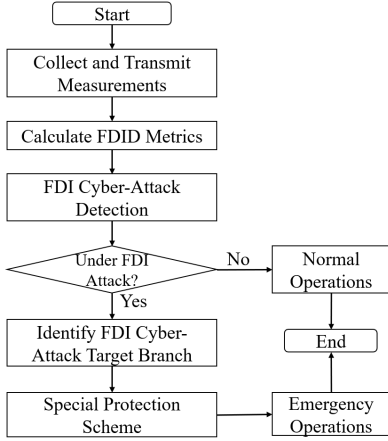 Start
Collect and Transmit
Measurements
Calculate FDID Metrics
FDI Cyber-Attack
Detection
Under FDI
Attack?
No
Normal
Operations
Yes
Identify FDI Cyber-
Attack Target Branch
End
Special Protection
Scheme
Emergency
Operations